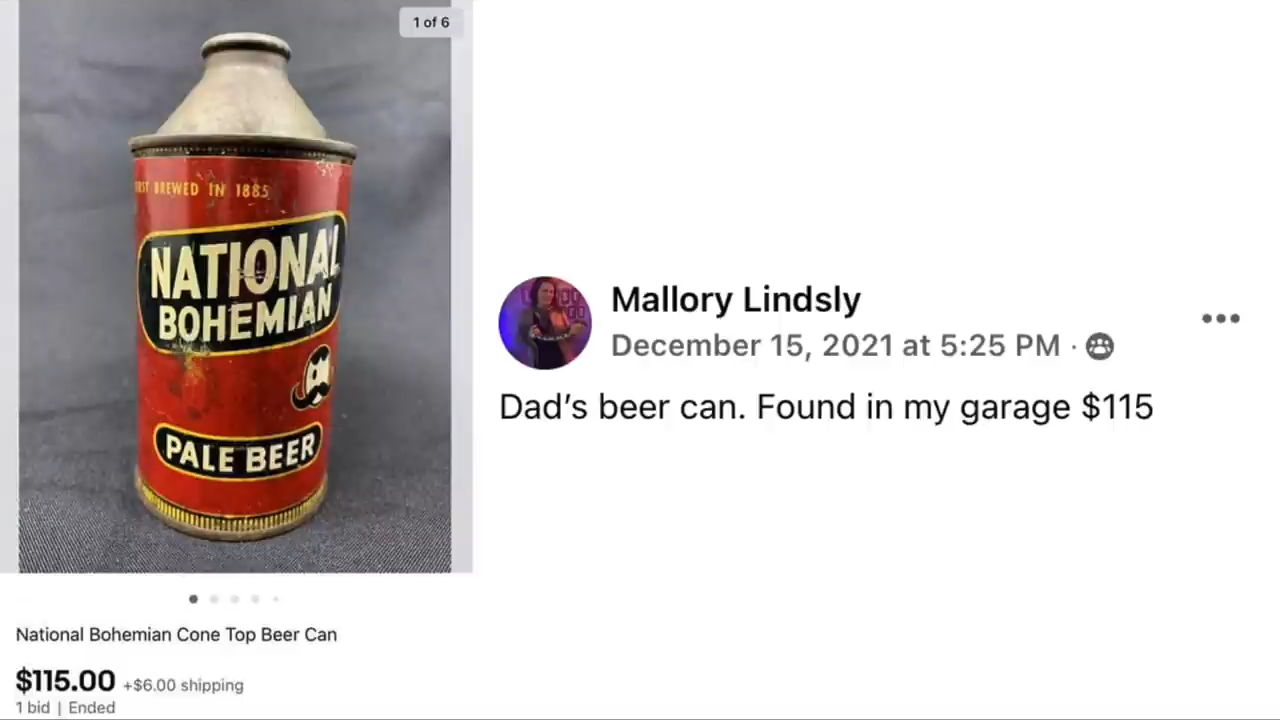 1 of 6
BREWED IN 1885
NATIONAL
BOHEMIAN
PALE BEER
National Bohemian Cone Top Beer Can
$115.00 +$6.00 shipping
1 bid | Ended
Mallory Lindsly
December 15, 2021 at 5:25 PM ·
Dad’s beer can. Found in my garage $115